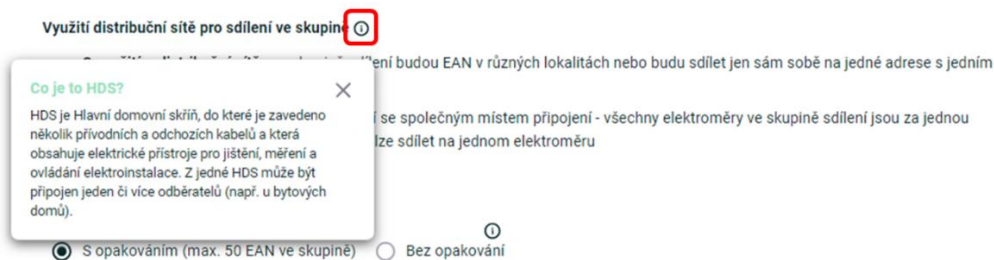 Využití distribuční sítě pro sdílení ve skupině
sdílení budou EAN v různých lokalitách nebo budu sdílet jen sám sobě na jedné adrese s jedním
Co je to HDS?
HDS je Hlavní domovní skříň, do které je zavedeno
několik přívodních a odchozích kabelů a která
obsahuje elektrické přístroje pro jištění, měření a
ovládání elektroinstalace. Z jedné HDS může být
připojen jeden či více odběratelů (např. u bytových
domů).
se společným místem připojení - všechny elektroměry ve skupině sdílení jsou za jednou
lze sdílet na jednom elektroměru
S opakováním (max. 50 EAN ve skupině) Bez opakování